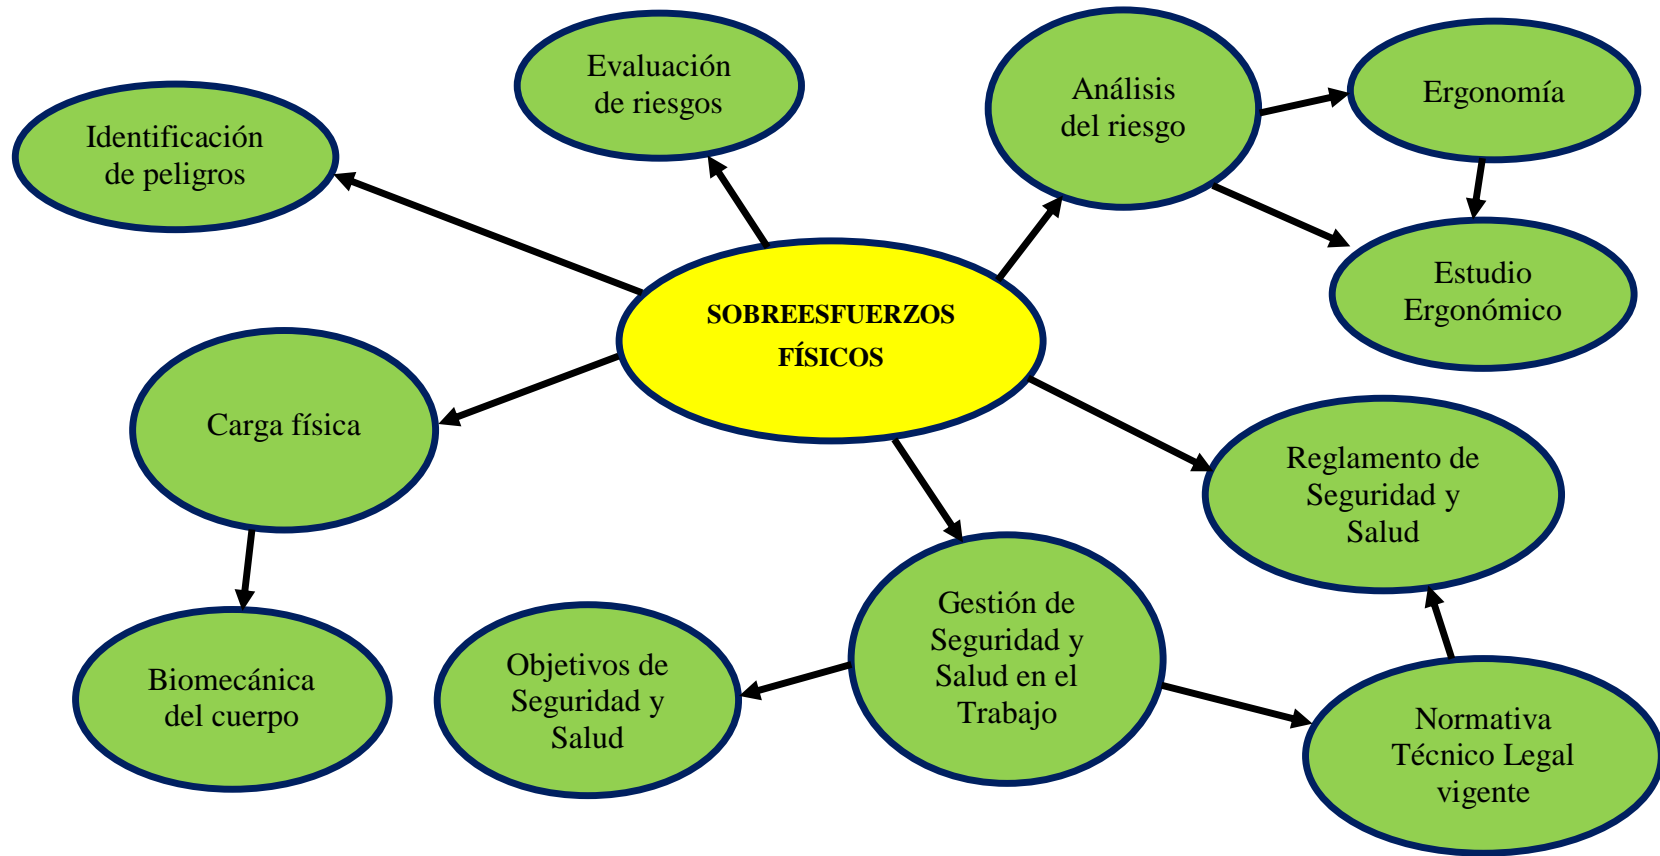 Evaluación
de riesgos
Análisis
del riesgo
Ergonomía
Identificación
de peligros
Estudio
Ergonómico
SOBREESFUERZOS
FÍSICOS
Carga física
Reglamento de
Seguridad y
Salud
Gestión de
Seguridad y
Salud en el
Trabajo
Objetivos de
Seguridad y
Salud
Biomecánica
del cuerpo
Normativa
Técnico Legal
vigente